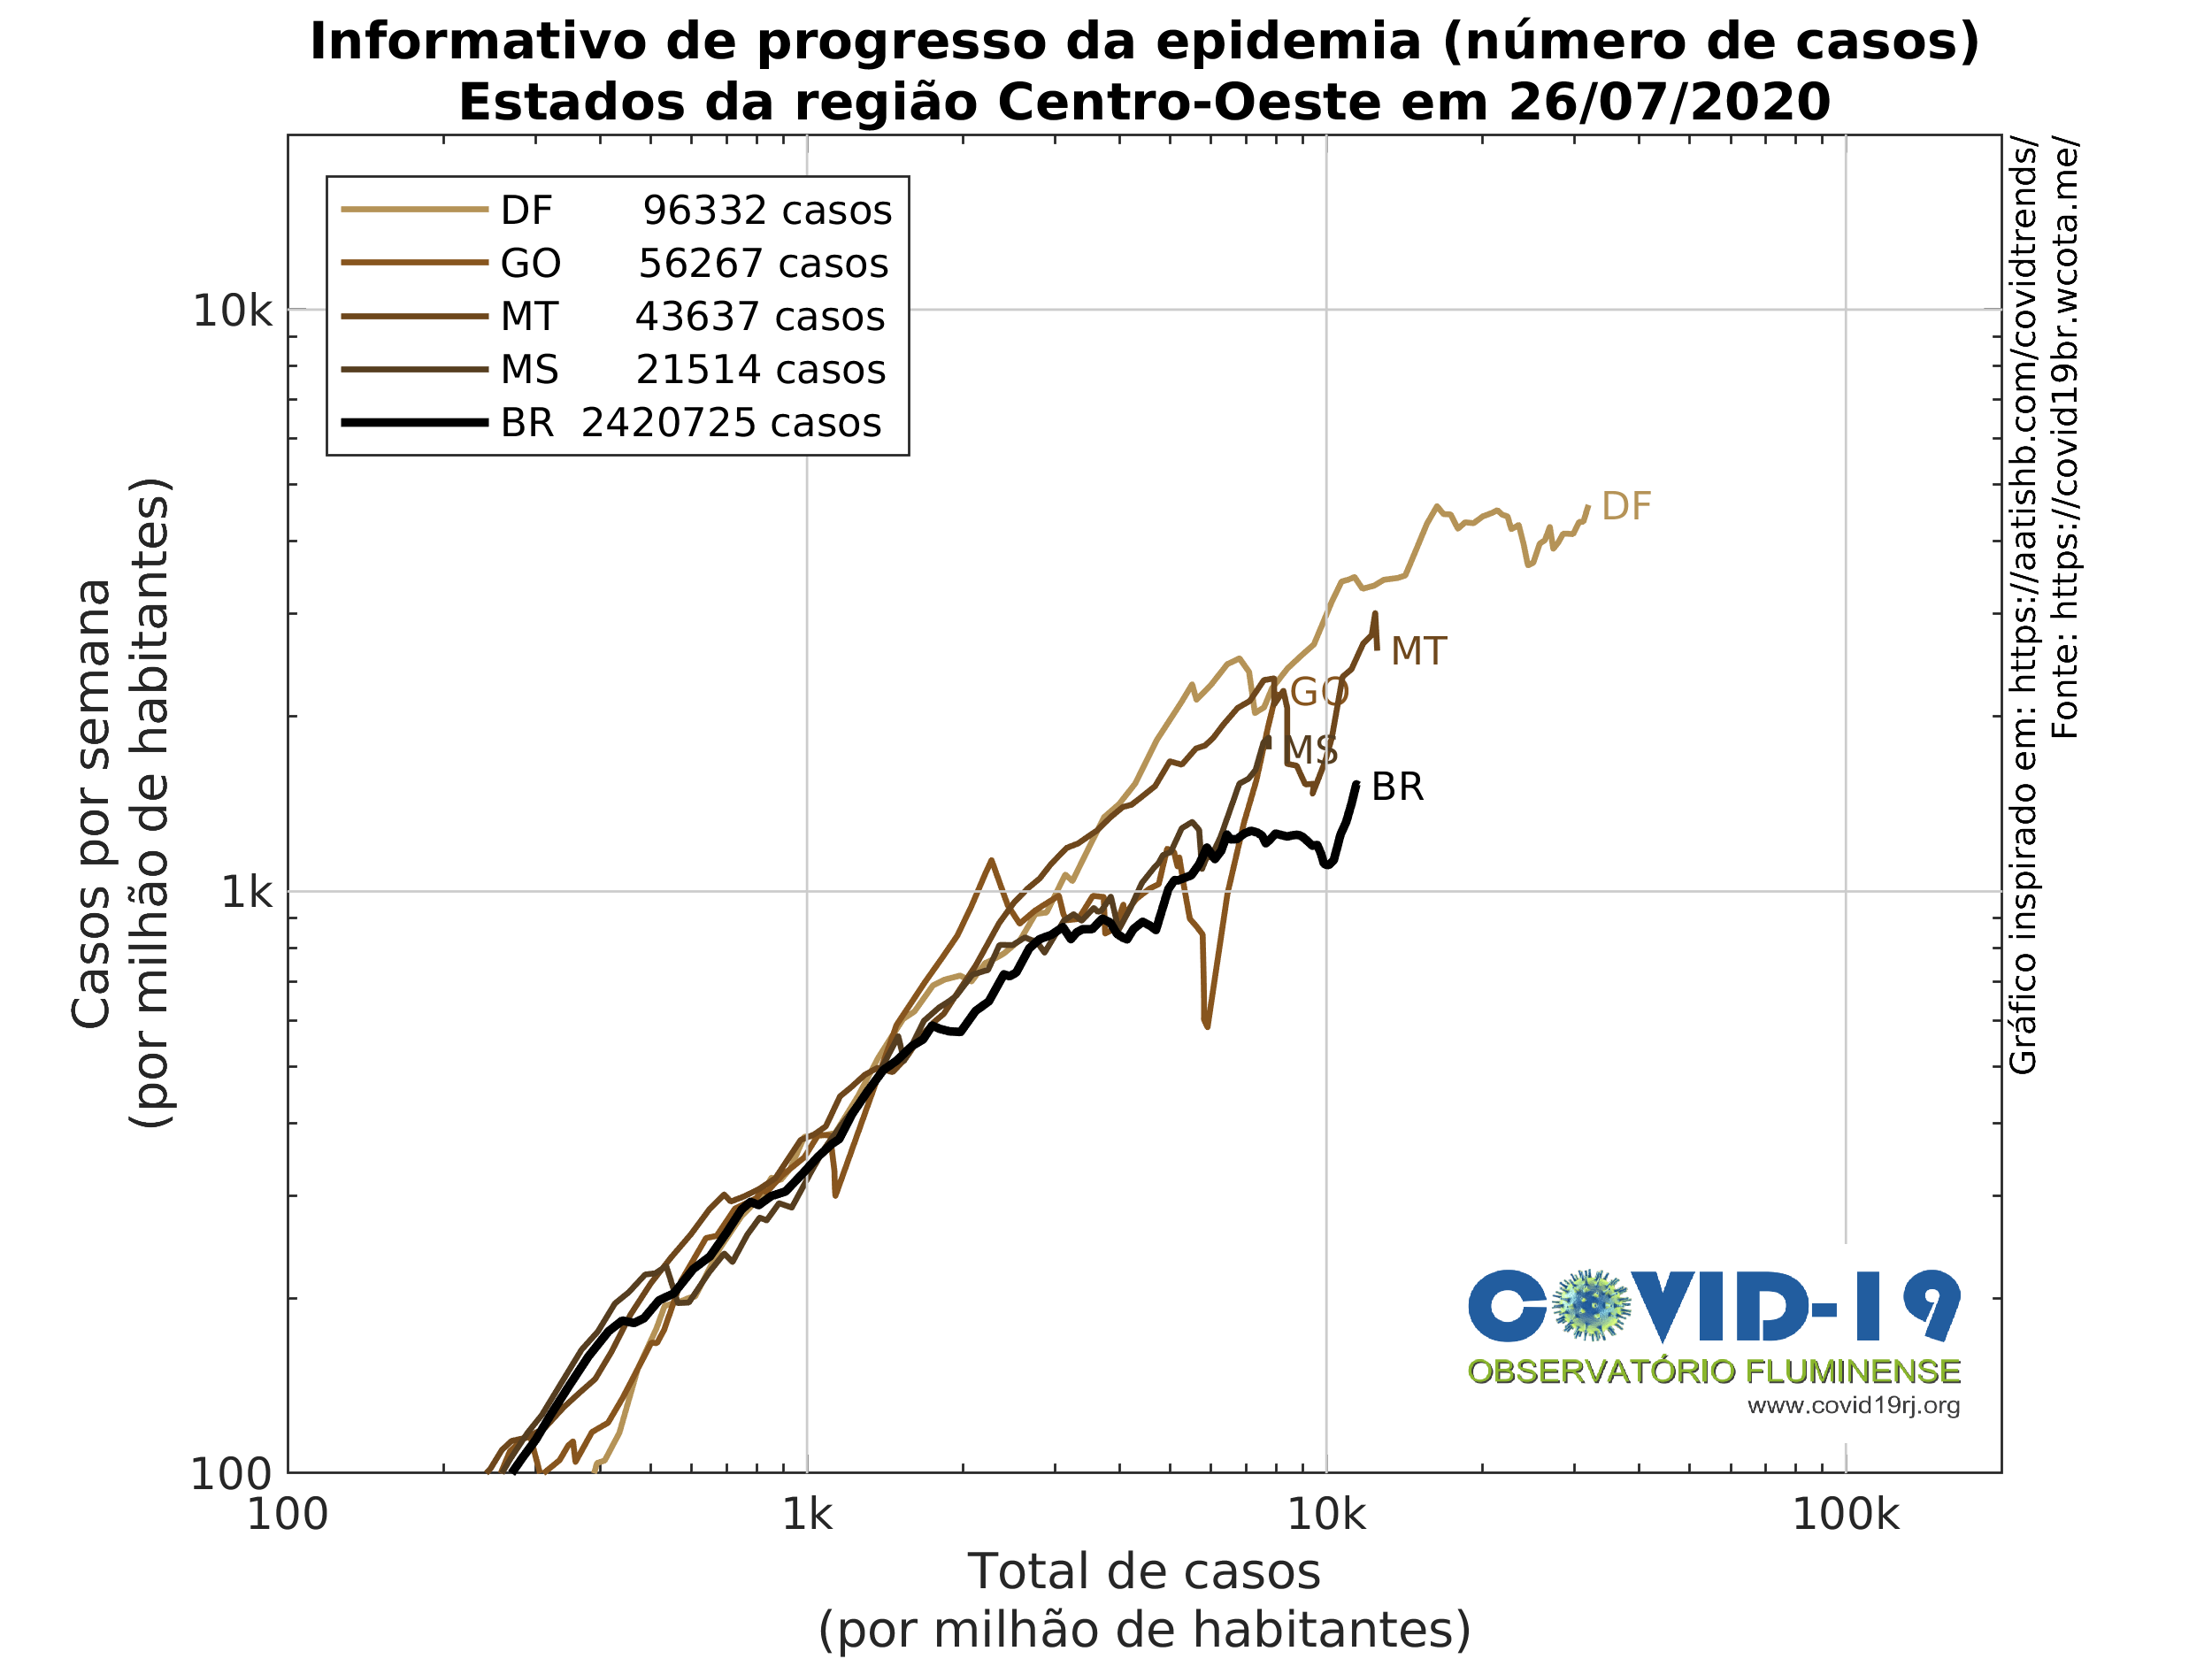 Informativo de progresso da epidemia (número de casos)
Estados da região Centro-Oeste em 26/07/2020
DF 96332 casos
GO 56267 casos
MT 43637 casos
MS 21514 casos
BR 2420725 casos
10k
1k
100
Casos por semana
(por milhão de habitantes)
DF
MT
GO
MS
BR
Gráfico inspirado em: https://aatishb.com/covidtrends/
Fonte: https://covid19br.wcota.me/
COVID-19
OBSERVATÓRIO FLUMINENSE
www.covid19rj.org
100 1k 10k 100k
Total de casos
(por milhão de habitantes)